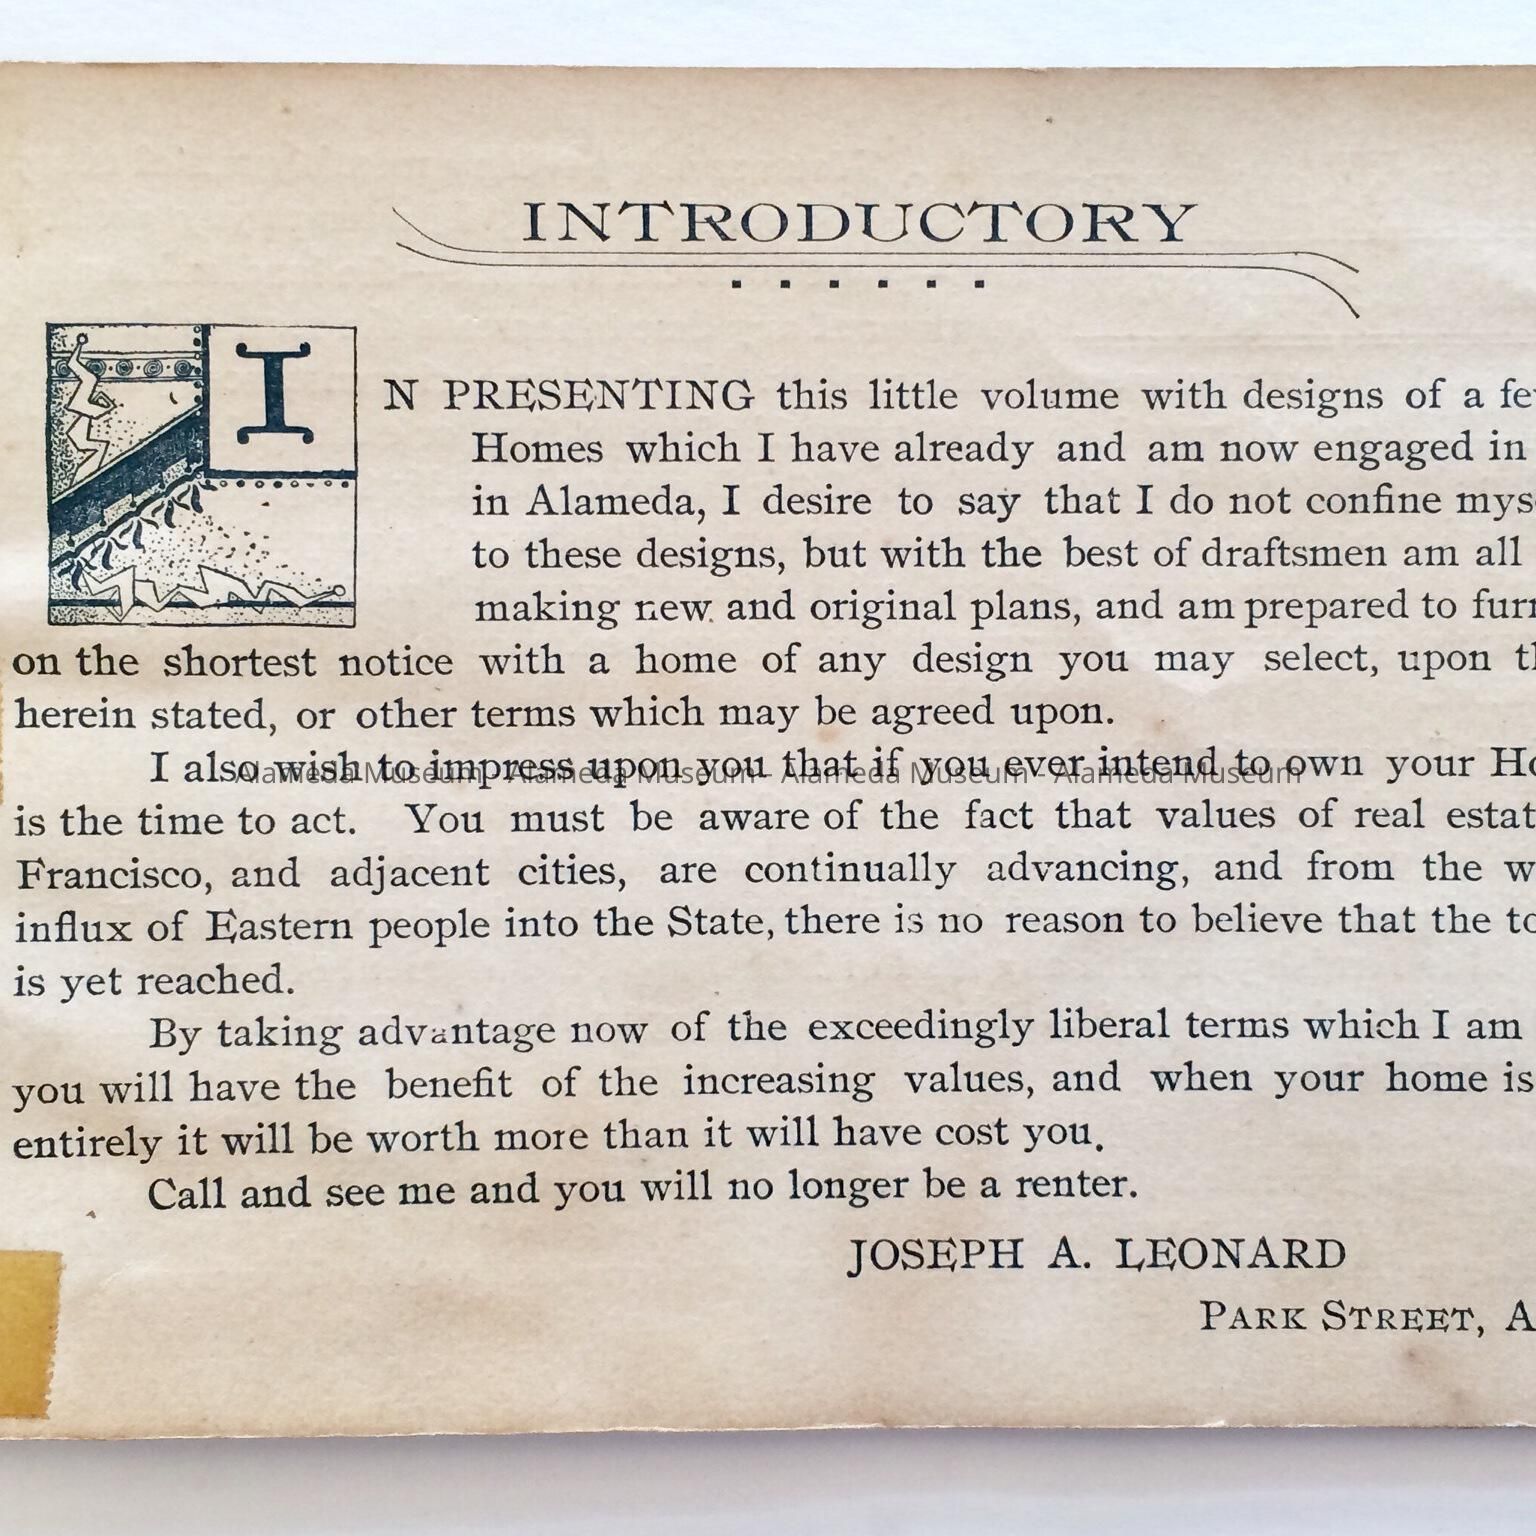 INTRODUCTORY
IN PRESENTING this little volume with designs of a
Homes which I have already and am now engaged in
in Alameda, I desire to say that I do not confine
to these designs, but with the best of draftsmen am all
making new and original plans, and am prepared to
on the shortest notice with a home of any design you may select, upon
herein stated, or other terms which may be agreed upon.
I also wish to impress upon you that if you ever intend to own your
Alameda Museum - Alameda Museum - Alameda Museum - Alameda Museum
is the time to act. You must be aware of the fact that values of real
Francisco, and adjacent cities, are continually advancing, and from the
influx of Eastern people into the State, there is no reason to believe that the
is yet reached.
By taking advantage now of the exceedingly liberal terms which I am
you will have the benefit of the increasing values, and when your home is
entirely it will be worth more than it will have cost you.
Call and see me and you will no longer be a renter.
JOSEPH A. LEONARD
PARK STREET,